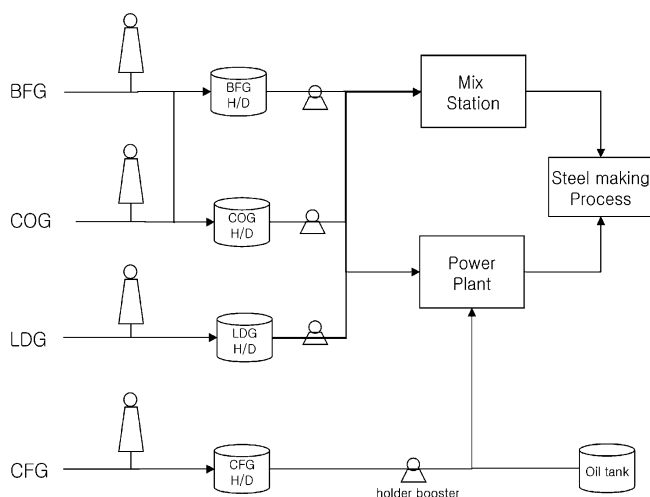 BFG
BFG
H/D
Mix
Station
COG
COG
H/D
Steel making
Process
Power
Plant
LDG
LDG
H/D
CFG
CFG
H/D
holder booster
Oil tank